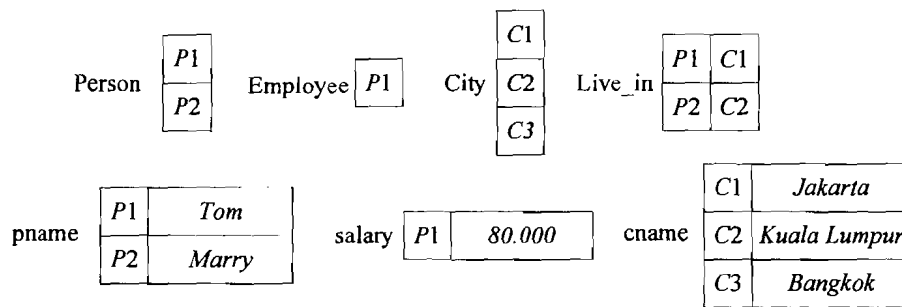 Person P1 P2
Employee P1
City C1 C2 C3
Live_in P1 C1
P2 C2
pname P1 Tom
P2 Marry
salary P1 80.000
cname C1 Jakarta
C2 Kuala Lumpur
C3 Bangkok